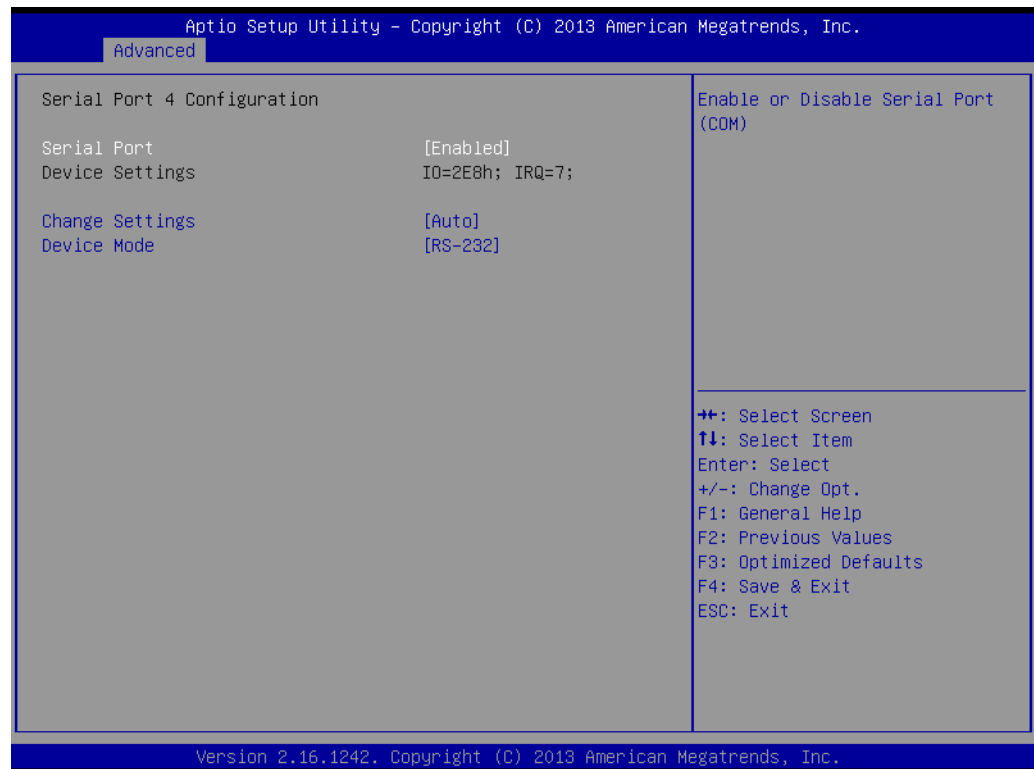 Aptio Setup Utility – Copyright (C) 2013 American Megatrends, Inc.
Advanced
Serial Port 4 Configuration
Serial Port [Enabled]
Device Settings IO=2E8h; IRQ=7;
Change Settings [Auto]
Device Mode [RS-232]
Enable or Disable Serial Port
(COM)
→←: Select Screen
↑↓: Select Item
Enter: Select
+/-: Change Opt.
F1: General Help
F2: Previous Values
F3: Optimized Defaults
F4: Save & Exit
ESC: Exit
Version 2.16.1242. Copyright (C) 2013 American Megatrends, Inc.